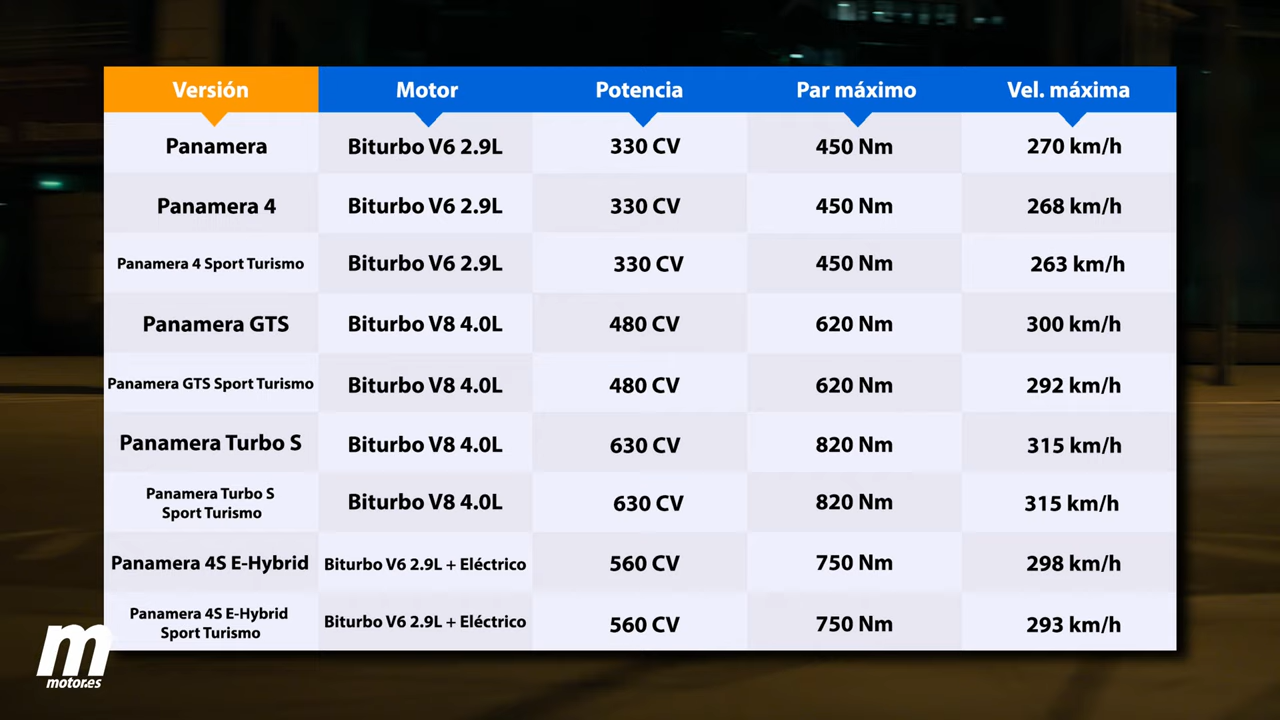 Versión Motor Potencia Par máximo Vel. máxima
Panamera Biturbo V6 2.9L 330 CV 450 Nm 270 km/h
Panamera 4 Biturbo V6 2.9L 330 CV 450 Nm 268 km/h
Panamera 4 Sport Turismo Biturbo V6 2.9L 330 CV 450 Nm 263 km/h
Panamera GTS Biturbo V8 4.0L 480 CV 620 Nm 300 km/h
Panamera GTS Sport Turismo Biturbo V8 4.0L 480 CV 620 Nm 292 km/h
Panamera Turbo S Biturbo V8 4.0L 630 CV 820 Nm 315 km/h
Panamera Turbo S
Sport Turismo Biturbo V8 4.0L 630 CV 820 Nm 315 km/h
Panamera 4S E-Hybrid Biturbo V6 2.9L + Eléctrico 560 CV 750 Nm 298 km/h
Panamera 4S E-Hybrid
Sport Turismo Biturbo V6 2.9L + Eléctrico 560 CV 750 Nm 293 km/h
m
motor.es